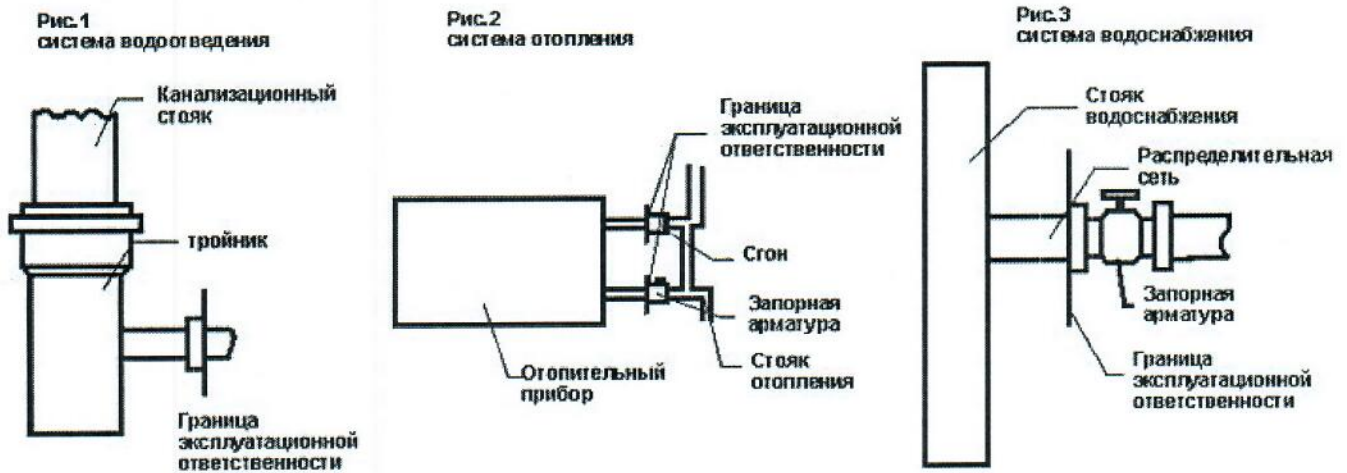 Рис.1
система водоотведения
Канализационный
стояк
тройник
Граница
эксплуатационной
ответственности
Рис.2
система отопления
Граница
эксплуатационной
ответственности
Сгон
Запорная
арматура
Стояк
отопления
Отопительный
прибор
Рис.3
система водоснабжения
Стояк
водоснабжения
Распределительная
сеть
Запорная
арматура
Граница
эксплуатационной
ответственности